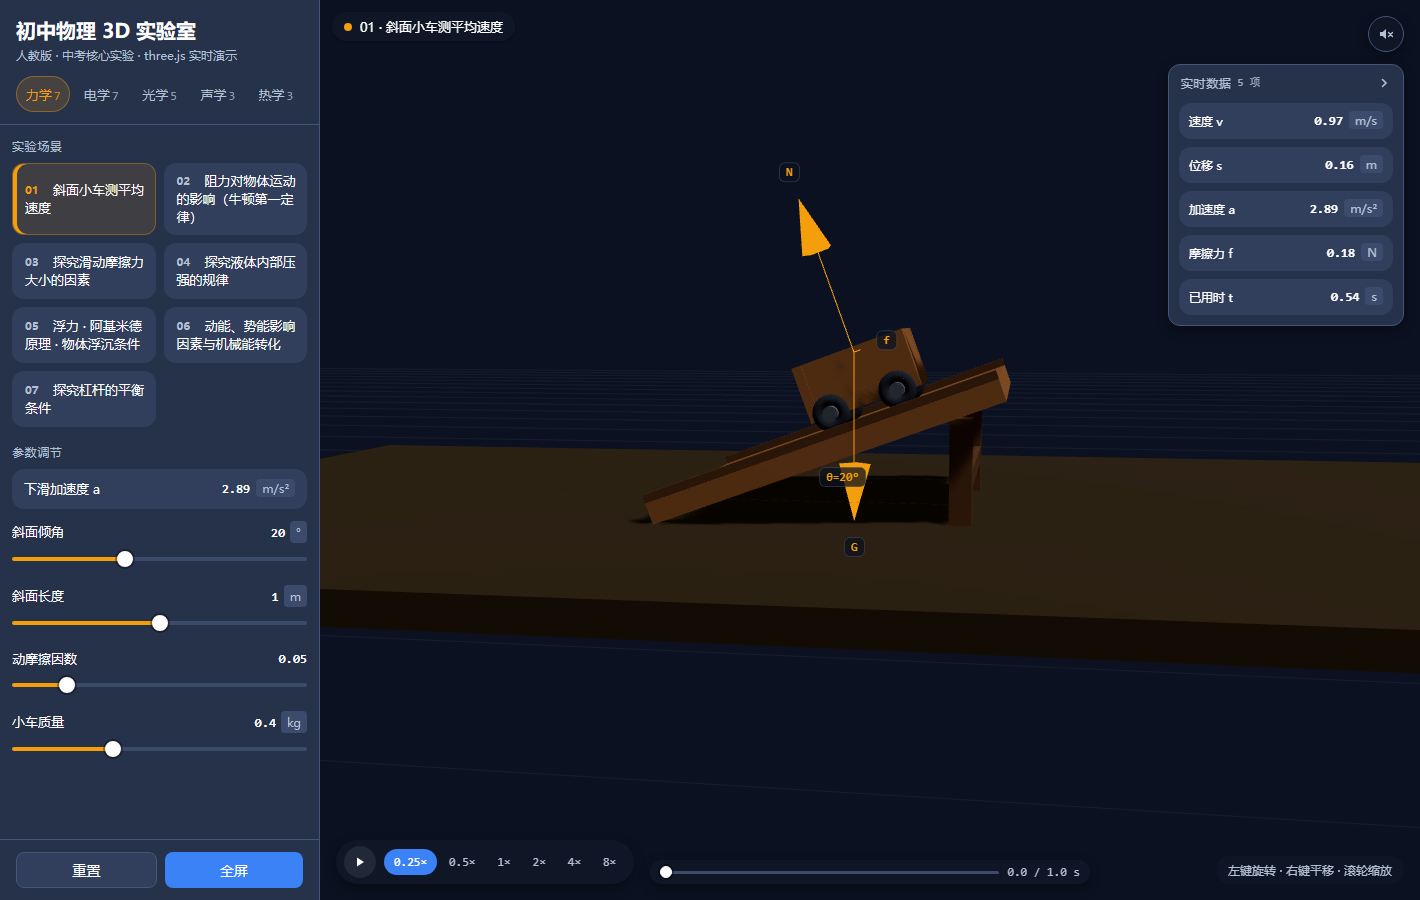 初中物理 3D 实验室
人教版 · 中考核心实验 · three.js 实时演示
力学 7
电学 7
光学 5
声学 3
热学 3
实验场景
01 斜面小车测平均
速度
02 阻力对物体运动
的影响（牛顿第一定
律）
03 探究滑动摩擦力
大小的因素
04 探究液体内部压
强的规律
05 浮力 · 阿基米德
原理 · 物体浮沉条件
06 动能、势能影响
因素与机械能转化
07 探究杠杆的平衡
条件
参数调节
下滑加速度 a 2.89 m/s²
斜面倾角 20 °
斜面长度 1 m
动摩擦因数 0.05
小车质量 0.4 kg
重置
全屏
01 · 斜面小车测平均速度
N
f
θ=20°
G
实时数据 5 项
速度 v 0.97 m/s
位移 s 0.16 m
加速度 a 2.89 m/s²
摩擦力 f 0.18 N
已用时 t 0.54 s
0.25× 0.5× 1× 2× 4× 8×
0.0 / 1.0 s
左键旋转 · 右键平移 · 滚轮缩放